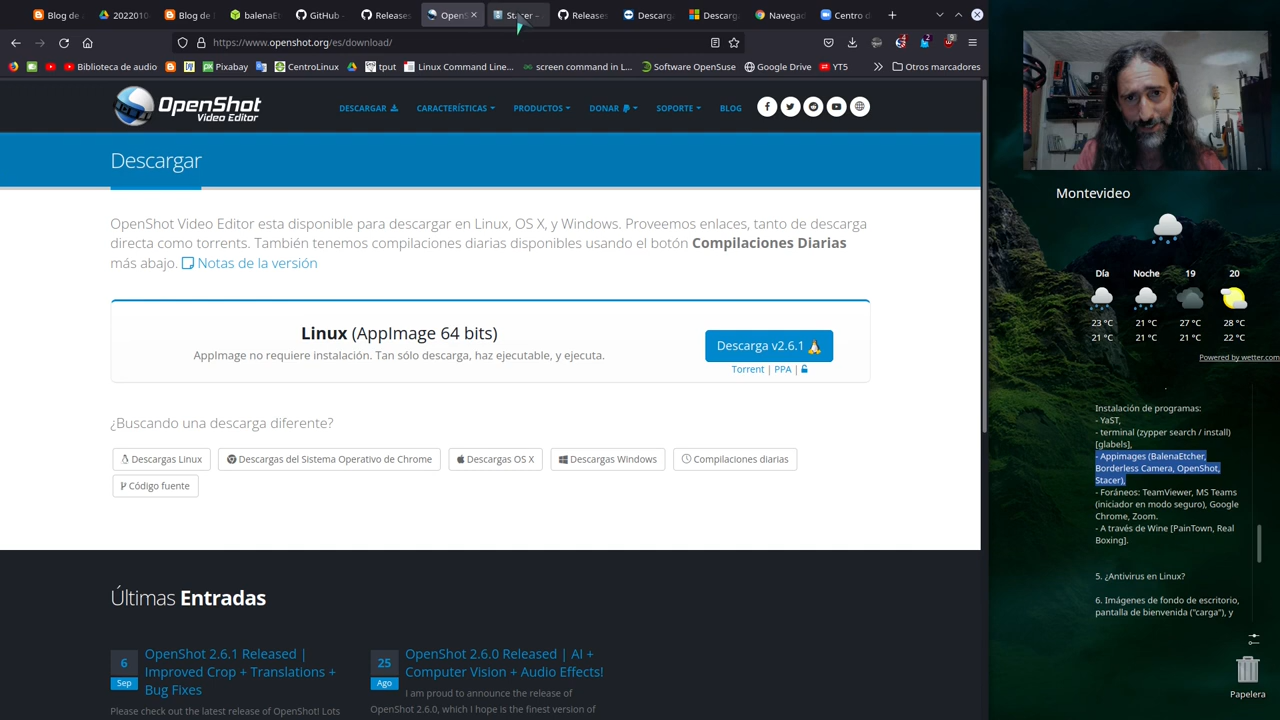 Blog de
2022010
Blog de
balenaE
GitHub -
Releases
OpenS
Stacer -
Releases
Descarg
Descarg
Navegad
Centro d
https://www.openshot.org/es/download/
Biblioteca de audio
Pixabay
CentroLinux
tput
Linux Command Line...
screen command in L...
Software OpenSuse
Google Drive
YT5
Otros marcadores
OpenShot
Video Editor
DESCARGAR
CARACTERÍSTICAS
PRODUCTOS
DONAR
SOPORTE
BLOG
Descargar
OpenShot Video Editor esta disponible para descargar en Linux, OS X, y Windows. Proveemos enlaces, tanto de descarga
directa como torrents. También tenemos compilaciones diarias disponibles usando el botón Compilaciones Diarias
más abajo. Notas de la versión
Linux (AppImage 64 bits)
AppImage no requiere instalación. Tan sólo descarga, haz ejecutable, y ejecuta.
Descarga v2.6.1
Torrent | PPA |
¿Buscando una descarga diferente?
Descargas Linux
Descargas del Sistema Operativo de Chrome
Descargas OS X
Descargas Windows
Compilaciones diarias
Código fuente
Últimas Entradas
6
Sep
OpenShot 2.6.1 Released |
Improved Crop + Translations +
Bug Fixes
Please check out the latest release of OpenShot! Lots
25
Ago
OpenShot 2.6.0 Released | AI +
Computer Vision + Audio Effects!
I am proud to announce the release of
OpenShot 2.6.0, which I hope is the finest version of
Montevideo
Día
Noche
19
20
23 °C
21 °C
27 °C
28 °C
21 °C
21 °C
21 °C
22 °C
Powered by wetter.com
Instalación de programas:
- YaST,
- terminal (zypper search / install)
[glabels],
- Appimages (BalenaEtcher,
Borderless Camera, OpenShot,
Stacer),
- Foráneos: TeamViewer, MS Teams
(iniciador en modo seguro), Google
Chrome, Zoom.
- A través de Wine [PainTown, Real
Boxing].
5. ¿Antivirus en Linux?
6. Imágenes de fondo de escritorio,
pantalla de bienvenida ("carga"), y
Papelera